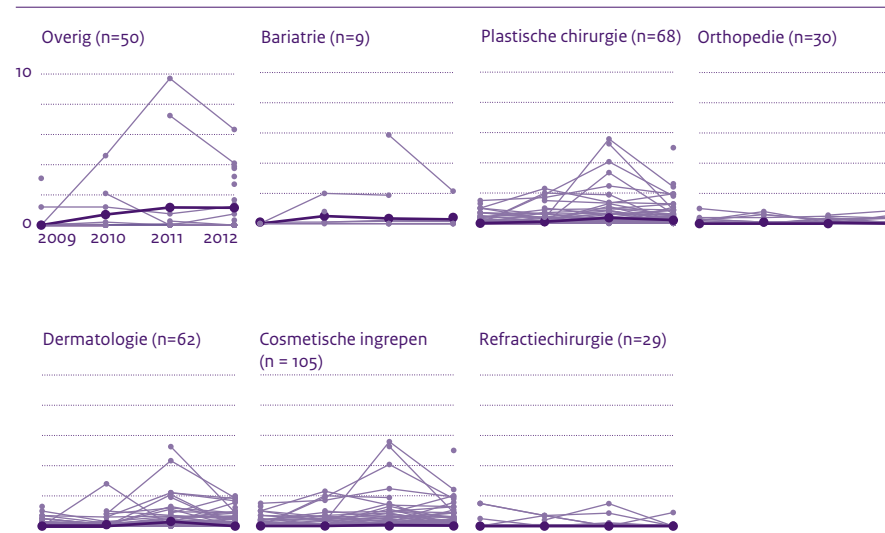 Overig (n=50)
Bariatrie (n=9)
Plastische chirurgie (n=68)
Orthopedie (n=30)
10
0
2009 2010 2011 2012
Dermatologie (n=62)
Cosmetische ingrepen
(n = 105)
Refractiechirurgie (n=29)